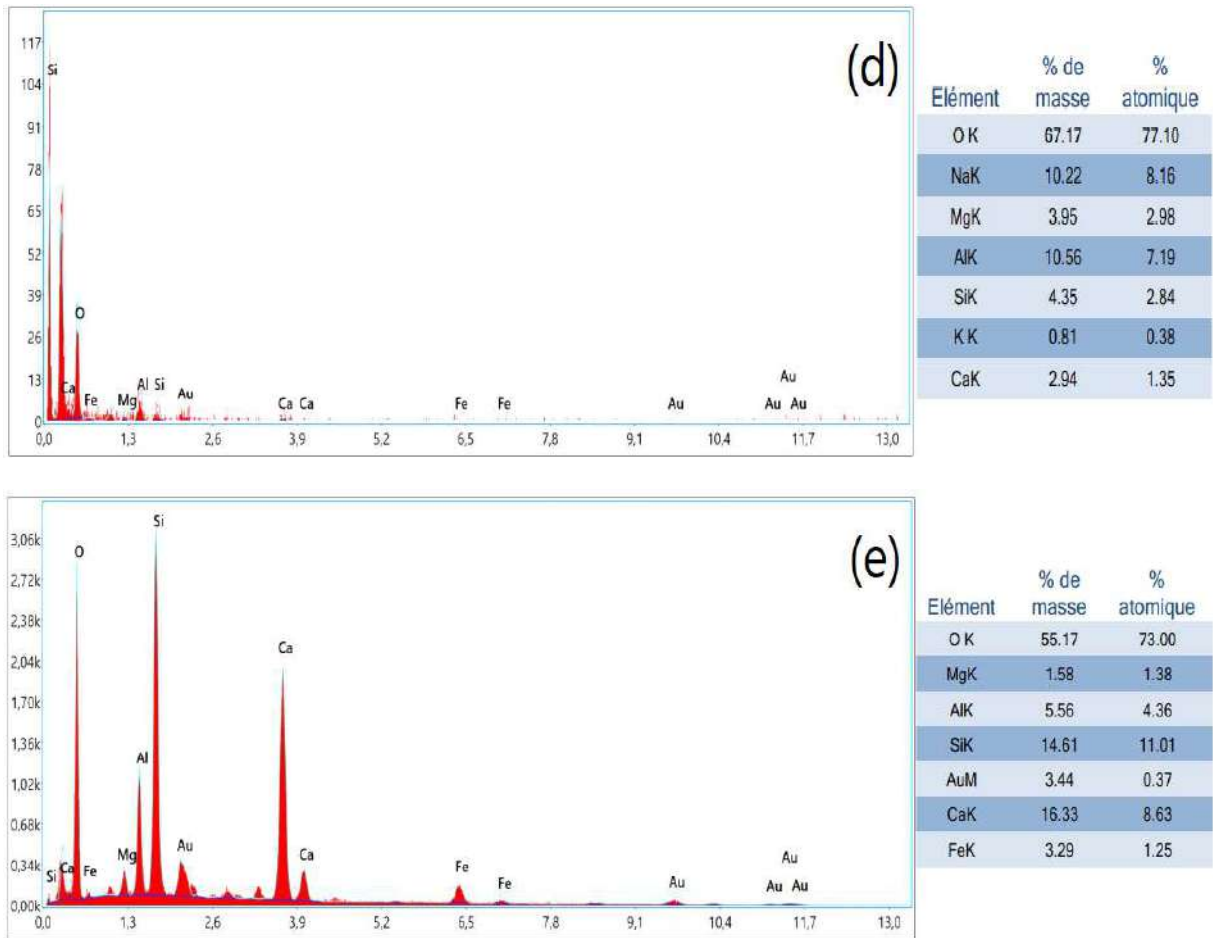 117
104
91
78
65
52
39
26
13
0
Si
O
Ca
Fe
Mg
Al
Si
Au
Ca
Ca
Fe
Fe
Au
Au
Au
Au
(d)
0,0 1,3 2,6 3,9 5,2 6,5 7,8 9,1 10,4 11,7 13,0
Elément % de masse % atomique
O K 67.17 77.10
NaK 10.22 8.16
MgK 3.95 2.98
AlK 10.56 7.19
SiK 4.35 2.84
K K 0.81 0.38
CaK 2.94 1.35
3,06k
2,72k
2,38k
2,04k
1,70k
1,36k
1,02k
0,68k
0,34k
0,00k
Si
Ca
O
Fe
Mg
Al
Si
Au
Ca
Ca
Fe
Fe
Au
Au
Au
Au
(e)
0,0 1,3 2,6 3,9 5,2 6,5 7,8 9,1 10,4 11,7 13,0
Elément % de masse % atomique
O K 55.17 73.00
MgK 1.58 1.38
AlK 5.56 4.36
SiK 14.61 11.01
AuM 3.44 0.37
CaK 16.33 8.63
FeK 3.29 1.25